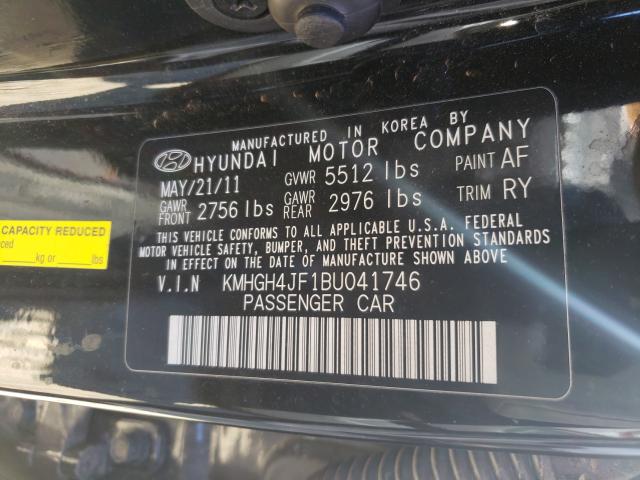 MANUFACTURED IN KOREA BY
HYUNDAI MOTOR COMPANY
MAY/21/11 GVWR 5512 lbs PAINT AF
GAWR FRONT 2756 lbs GAWR REAR 2976 lbs TRIM RY
THIS VEHICLE CONFORMS TO ALL APPLICABLE U.S.A. FEDERAL
MOTOR VEHICLE SAFETY, BUMPER, AND THEFT PREVENTION STANDARDS
IN EFFECT ON THE DATE OF MANUFACTURE SHOWN ABOVE.
V.I.N KMHGH4JF1BU041746
PASSENGER CAR
CAPACITY REDUCED
kg or lbs